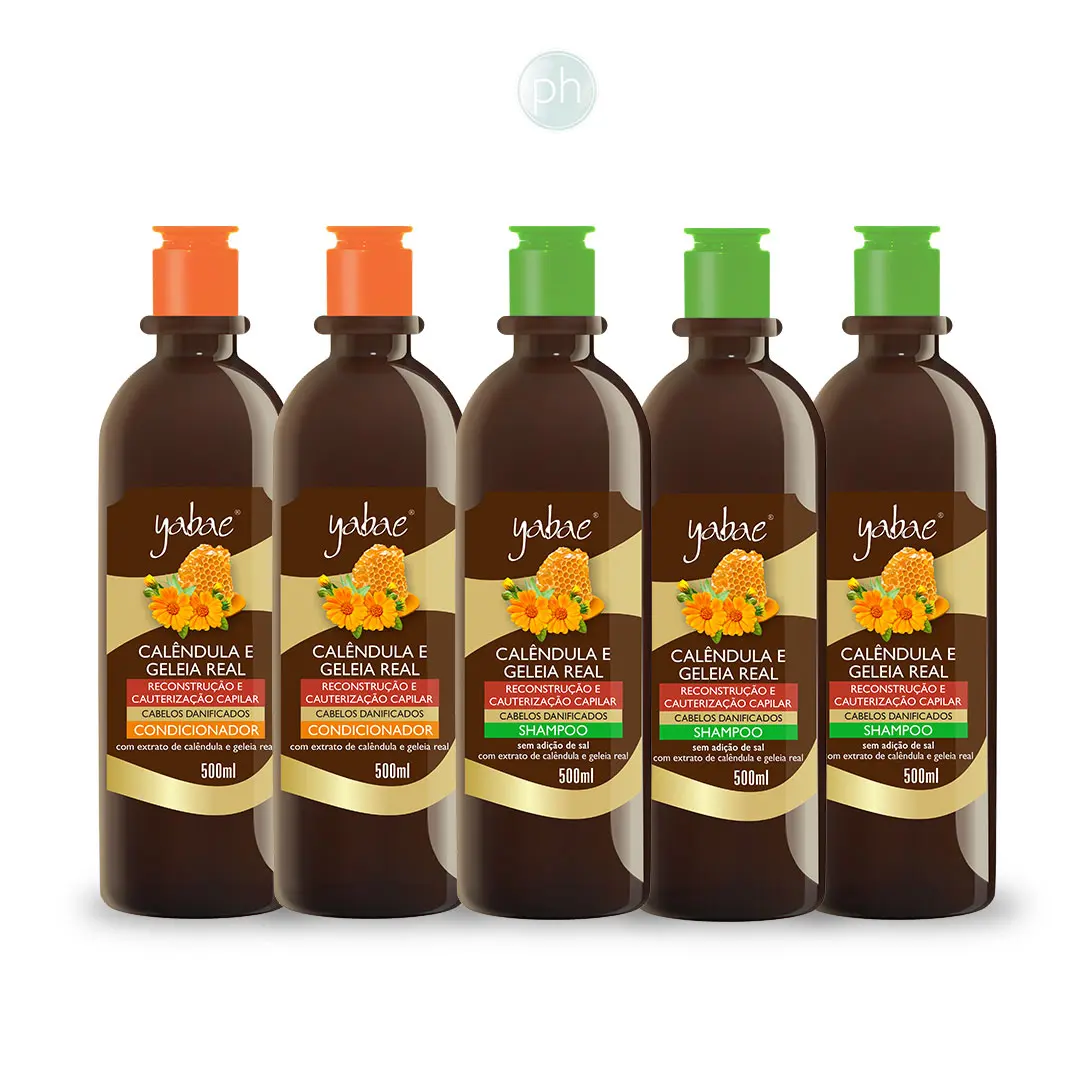 ph
yabae®
CALÊNDULA E
GELEIA REAL
RECONSTRUÇÃO E
CAUTERIZAÇÃO CAPILAR
CABELOS DANIFICADOS
CONDICIONADOR
com extrato de calêndula e geleia rea
500ml
yabae®
CALÊNDULA E
GELEIA REAL
RECONSTRUÇÃO E
CAUTERIZAÇÃO CAPILAR
CABELOS DANIFICADOS
CONDICIONADOR
com extrato de calêndula e geleia real
500ml
yabae®
CALÊNDULA E
GELEIA REAL
RECONSTRUÇÃO E
CAUTERIZAÇÃO CAPILAR
CABELOS DANIFICADOS
SHAMPOO
sem adição de sal
com extrato de calêndula e geleia real
500ml
yabae®
CALÊNDULA E
GELEIA REAL
RECONSTRUÇÃO E
CAUTERIZAÇÃO CAPILAR
CABELOS DANIFICADOS
SHAMPOO
sem adição de sal
com extrato de calêndula e geleia real
500ml
yabae®
CALÊNDULA E
GELEIA REAL
RECONSTRUÇÃO E
CAUTERIZAÇÃO CAPILAR
CABELOS DANIFICADOS
SHAMPOO
sem adição de sal
om extrato de calêndula e geleia real
500ml